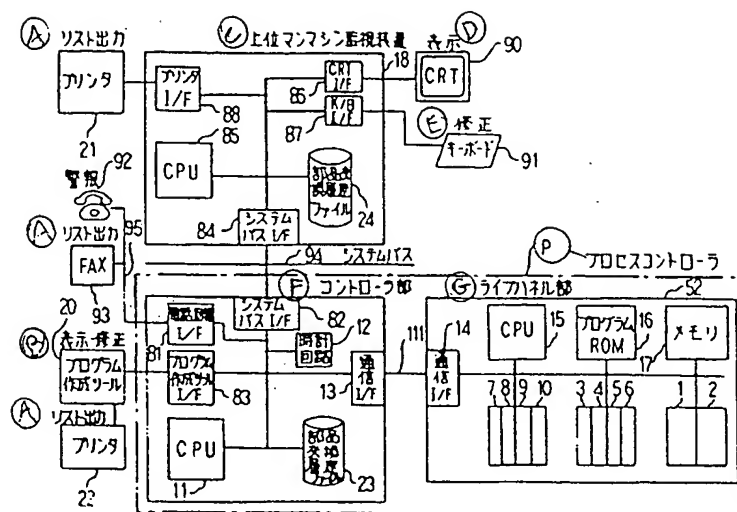 Ⓐ リスト出力
プリンタ
21
Ⓒ 上位マンマシン監視装置
18
プリンタ
I/F
88
85
CPU
CRT
I/F
86
K/B
I/F
87
ファイル
24
84
システム
バス I/F
表示 Ⓓ
90
CRT
Ⓔ 修正
キーボード
91
92
警報
95
Ⓐ リスト出力
FAX
93
94
システムバス
Ⓟ
プロセスコントローラ
20
Ⓑ 表示・修正
プログラム
作成ツール
Ⓐ リスト出力
プリンタ
22
Ⓕ コントローラ部
システム
バス I/F
82
I/F
81
プログラム
作成ツール
I/F
83
時計
回路
12
通信
I/F
13
CPU
11
23
111
Ⓖ ライフパネル部
52
14
通信
I/F
CPU
15
プログラム
ROM
16
メモリ
17
7 8 9 10
3 4 5 6
1 2